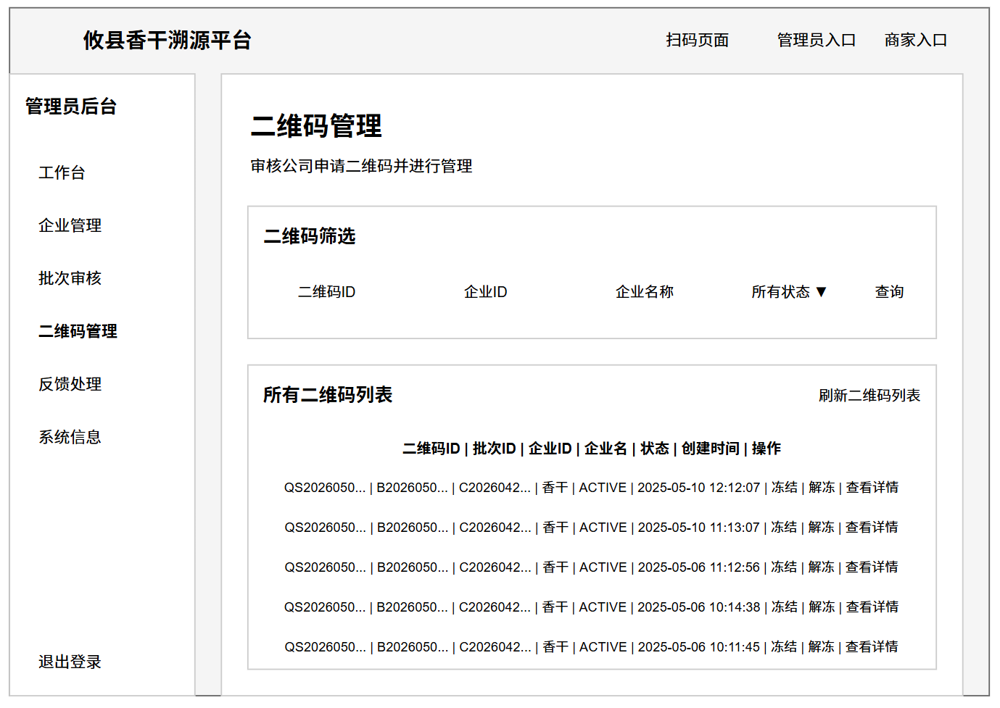 攸县香干溯源平台 扫码页面 管理员入口 商家入口
管理员后台
工作台
企业管理
批次审核
二维码管理
反馈处理
系统信息
退出登录
二维码管理
审核公司申请二维码并进行管理
二维码筛选
二维码ID 企业ID 企业名称 所有状态 ▼ 查询
所有二维码列表 刷新二维码列表
二维码ID | 批次ID | 企业ID | 企业名 | 状态 | 创建时间 | 操作
QS2026050... | B2026050... | C2026042... | 香干 | ACTIVE | 2025-05-10 12:12:07 | 冻结 | 解冻 | 查看详情
QS2026050... | B2026050... | C2026042... | 香干 | ACTIVE | 2025-05-10 11:13:07 | 冻结 | 解冻 | 查看详情
QS2026050... | B2026050... | C2026042... | 香干 | ACTIVE | 2025-05-06 11:12:56 | 冻结 | 解冻 | 查看详情
QS2026050... | B2026050... | C2026042... | 香干 | ACTIVE | 2025-05-06 10:14:38 | 冻结 | 解冻 | 查看详情
QS2026050... | B2026050... | C2026042... | 香干 | ACTIVE | 2025-05-06 10:11:45 | 冻结 | 解冻 | 查看详情